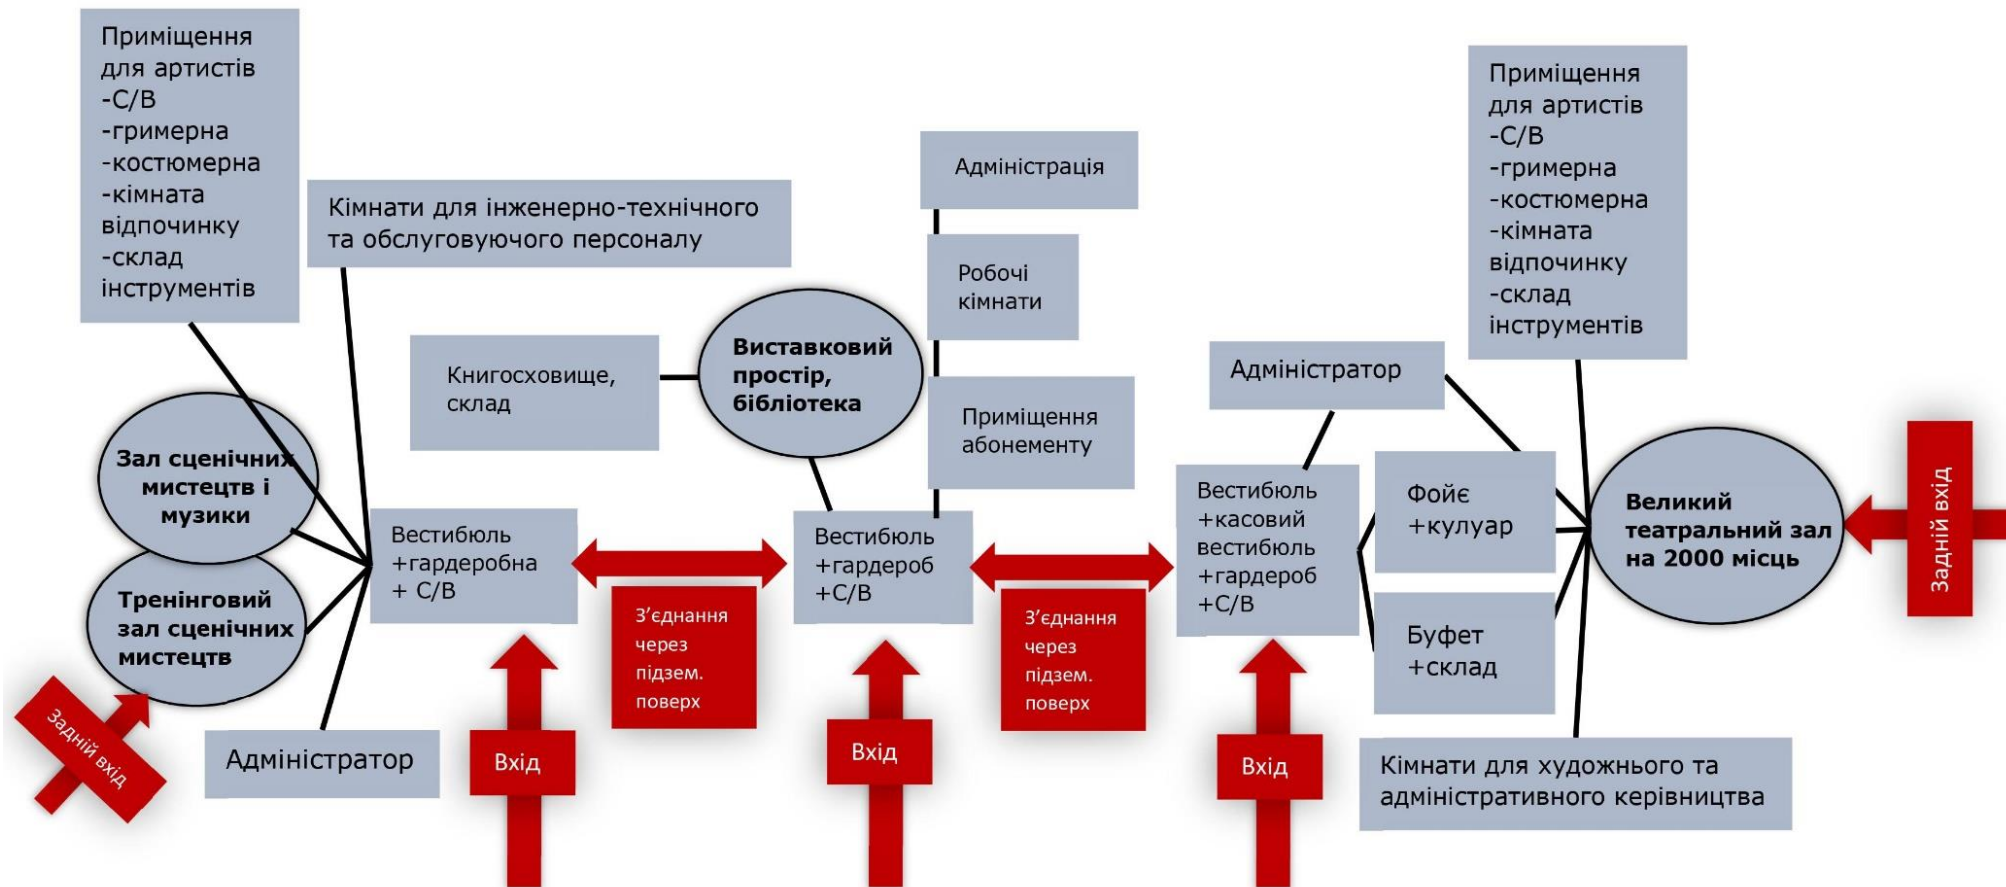 Приміщення
для артистів
-С/В
-гримерна
-костюмерна
-кімната
відпочинку
-склад
інструментів
Кімнати для інженерно-технічного
та обслуговуючого персоналу
Зал сценічних
мистецтв і
музики
Тренінговий
зал сценічних
мистецтв
Задній вхід
Адміністратор
Вестибюль
+гардеробна
+ С/В
Вхід
З’єднання
через
підзем.
поверх
Книгосховище,
склад
Виставковий
простір,
бібліотека
Адміністрація
Робочі
кімнати
Приміщення
абонементу
Вестибюль
+гардероб
+С/В
Вхід
З’єднання
через
підзем.
поверх
Адміністратор
Вестибюль
+касовий
вестибюль
+гардероб
+С/В
Вхід
Фойє
+кулуар
Буфет
+склад
Приміщення
для артистів
-С/В
-гримерна
-костюмерна
-кімната
відпочинку
-склад
інструментів
Великий
театральний зал
на 2000 місць
Задній вхід
Кімнати для художнього та
адміністративного керівництва